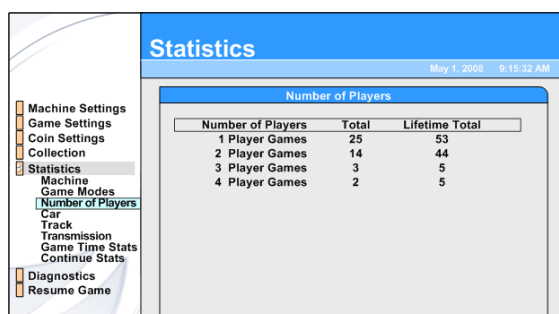 Statistics
May 1, 2008 9:15:32 AM
Machine Settings
Game Settings
Coin Settings
Collection
Statistics
Machine
Game Modes
Number of Players
Car
Track
Transmission
Game Time Stats
Continue Stats
Diagnostics
Resume Game
Number of Players
Number of Players Total Lifetime Total
1 Player Games 25 53
2 Player Games 14 44
3 Player Games 3 5
4 Player Games 2 5